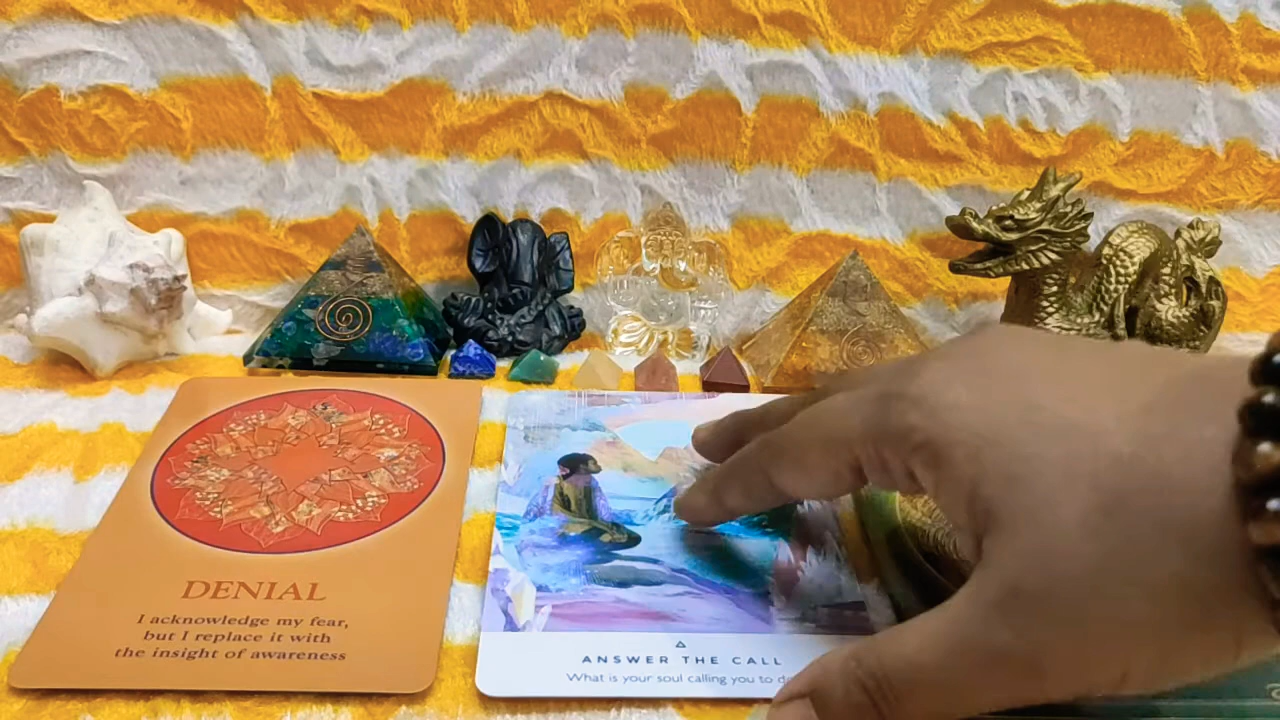 DENIAL
I acknowledge my fear,
but I replace it with
the insight of awareness
ANSWER THE CALL
What is your soul calling you to